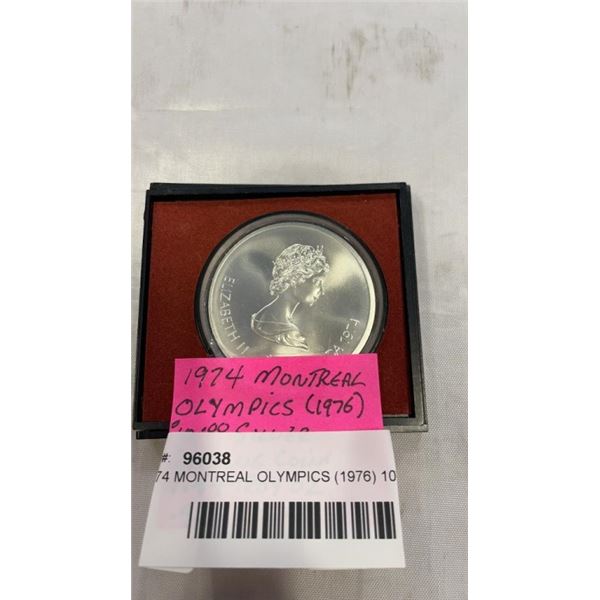 ELIZABETH II
1974
1974 MONTREAL
OLYMPICS (1976)
#: 96038
74 MONTREAL OLYMPICS (1976) 10